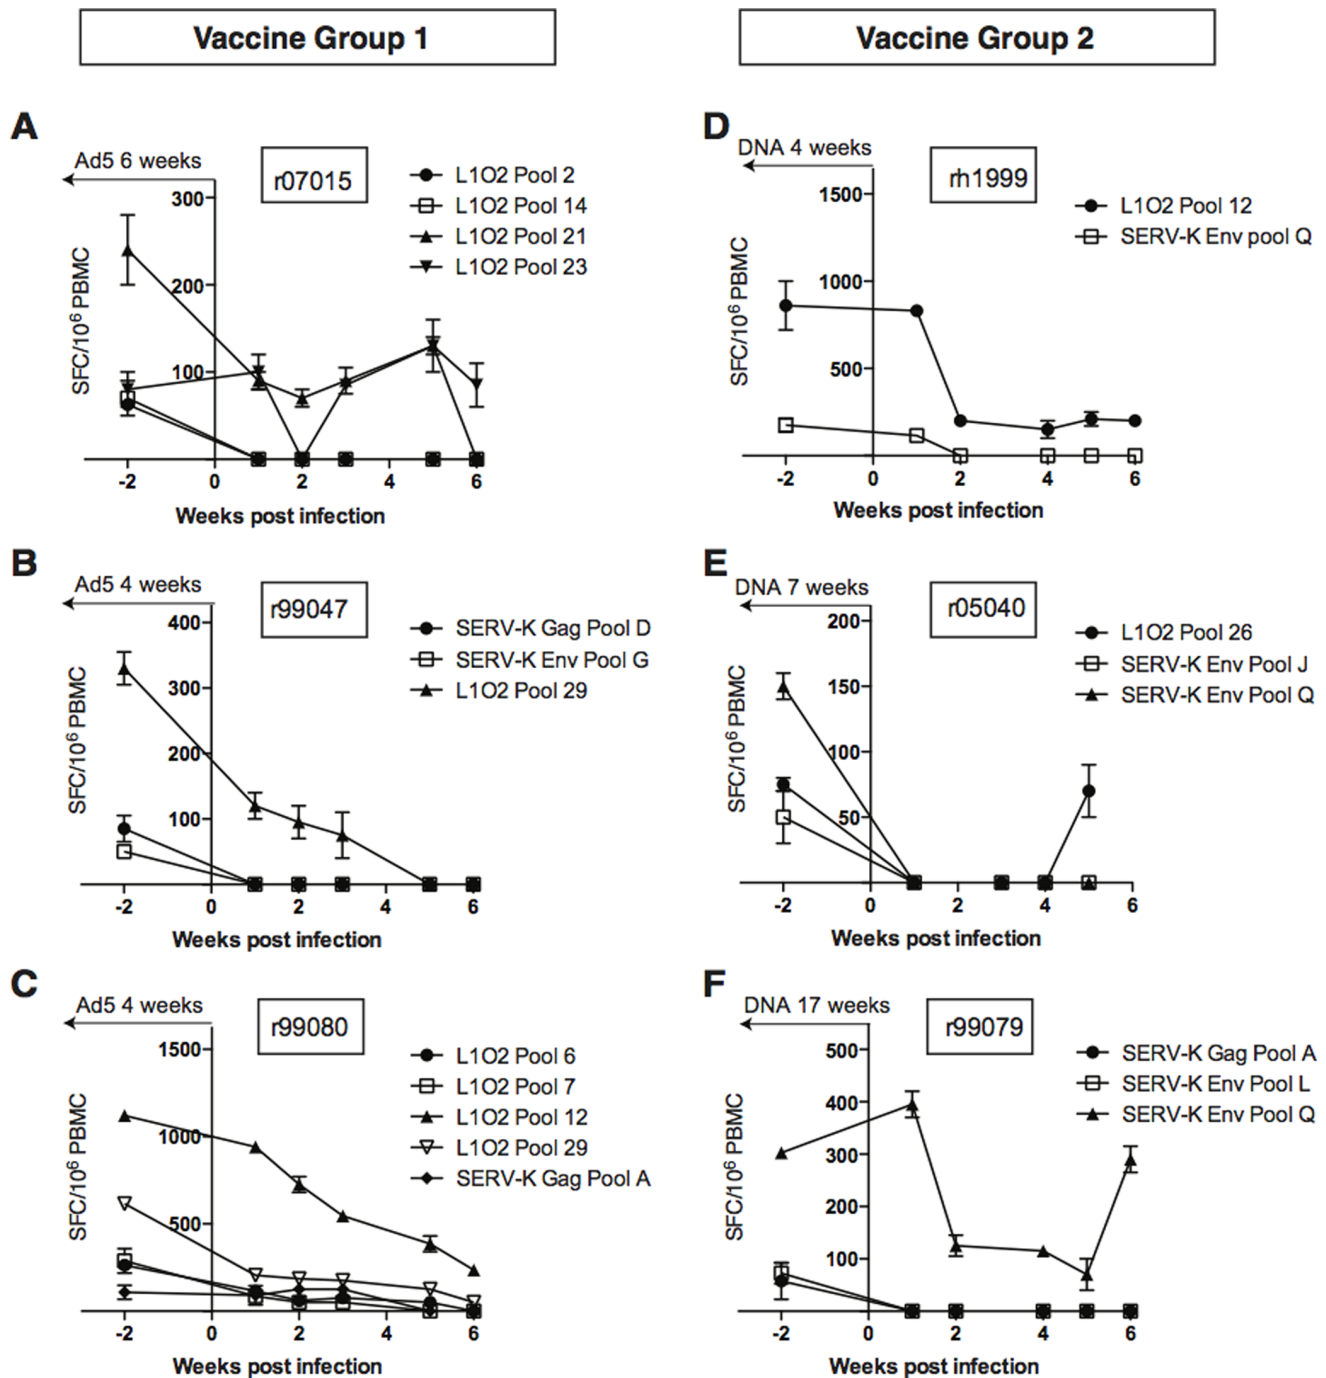 Vaccine Group 1
Vaccine Group 2
A
Ad5 6 weeks
r07015
L1O2 Pool 2
L1O2 Pool 14
L1O2 Pool 21
L1O2 Pool 23
300
200
100
SFC/10⁶ PBMC
-2 0 2 4 6
Weeks post infection
D
DNA 4 weeks
rh1999
L1O2 Pool 12
SERV-K Env pool Q
1500
1000
500
SFC/10⁶ PBMC
-2 0 2 4 6
Weeks post infection
B
Ad5 4 weeks
r99047
SERV-K Gag Pool D
SERV-K Env Pool G
L1O2 Pool 29
400
300
200
100
SFC/10⁶ PBMC
-2 0 2 4 6
Weeks post infection
E
DNA 7 weeks
r05040
L1O2 Pool 26
SERV-K Env Pool J
SERV-K Env Pool Q
200
150
100
50
SFC/10⁶ PBMC
-2 0 2 4 6
Weeks post infection
C
Ad5 4 weeks
r99080
L1O2 Pool 6
L1O2 Pool 7
L1O2 Pool 12
L1O2 Pool 29
SERV-K Gag Pool A
1500
1000
500
SFC/10⁶ PBMC
-2 0 2 4 6
Weeks post infection
F
DNA 17 weeks
r99079
SERV-K Gag Pool A
SERV-K Env Pool L
SERV-K Env Pool Q
500
400
300
200
100
SFC/10⁶ PBMC
-2 0 2 4 6
Weeks post infection